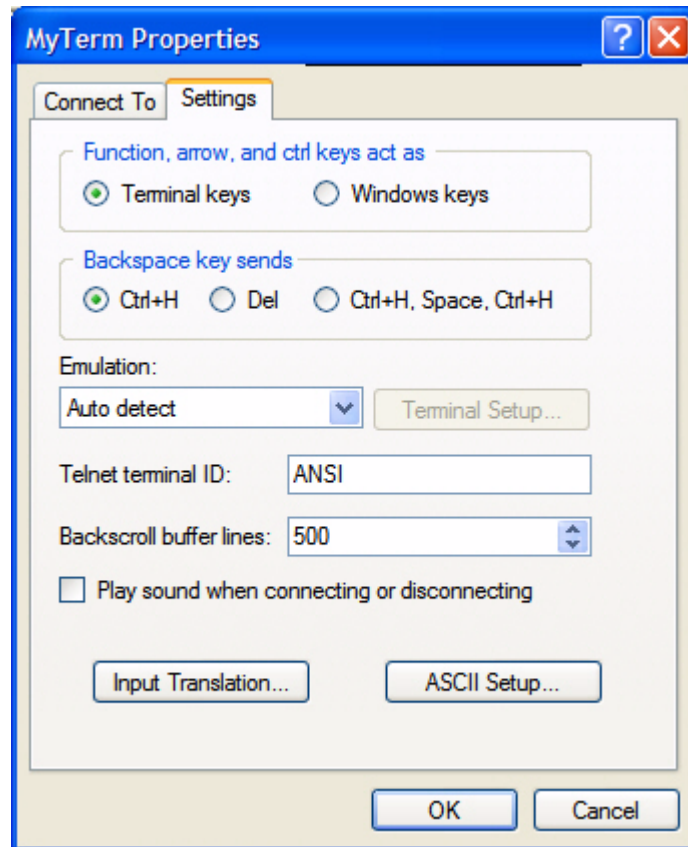 MyTerm Properties
Connect To Settings
Function, arrow, and ctrl keys act as
Terminal keys Windows keys
Backspace key sends
Ctrl+H Del Ctrl+H, Space, Ctrl+H
Emulation:
Auto detect Terminal Setup...
Telnet terminal ID: ANSI
Backscroll buffer lines: 500
Play sound when connecting or disconnecting
Input Translation... ASCII Setup...
OK Cancel